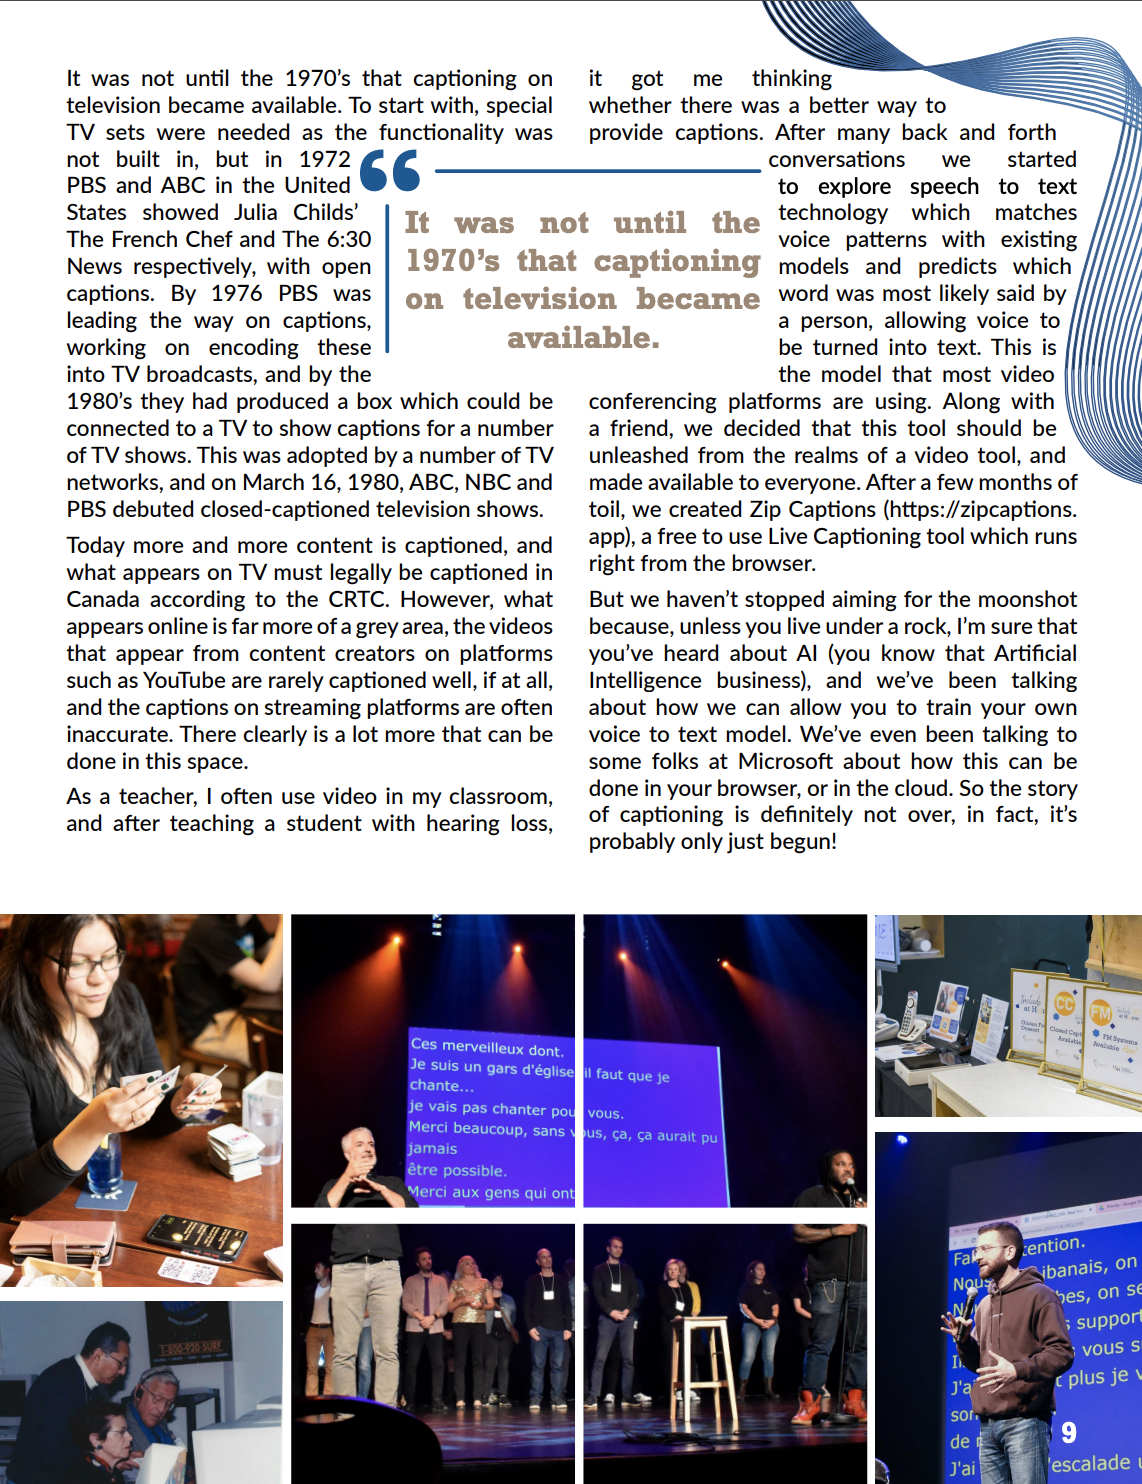 It was not until the 1970's that captioning on
television became available. To start with, special
TV sets were needed as the functionality was
not built in, but in 1972
PBS and ABC in the United
States showed Julia Childs'
The French Chef and The 6:30
News respectively, with open
captions. By 1976 PBS was
leading the way on captions,
working on encoding these
into TV broadcasts, and by the
1980's they had produced a box which could be
connected to a TV to show captions for a number
of TV shows. This was adopted by a number of TV
networks, and on March 16, 1980, ABC, NBC and
PBS debuted closed-captioned television shows.
Today more and more content is captioned, and
what appears on TV must legally be captioned in
Canada according to the CRTC. However, what
appears online is far more of a grey area, the videos
that appear from content creators on platforms
such as YouTube are rarely captioned well, if at all,
and the captions on streaming platforms are often
inaccurate. There clearly is a lot more that can be
done in this space.
As a teacher, I often use video in my classroom,
and after teaching a student with hearing loss,
“
It was not until the
1970's that captioning
on television became
available.
it got me thinking
whether there was a better way to
provide captions. After many back and forth
conversations we started
to explore speech to text
technology which matches
voice patterns with existing
models and predicts which
word was most likely said by
a person, allowing voice to
be turned into text. This is
the model that most video
conferencing platforms are using. Along with
a friend, we decided that this tool should be
unleashed from the realms of a video tool, and
made available to everyone. After a few months of
toil, we created Zip Captions (https://zipcaptions.
app), a free to use Live Captioning tool which runs
right from the browser.
But we haven't stopped aiming for the moonshot
because, unless you live under a rock, I'm sure that
you've heard about AI (you know that Artificial
Intelligence business), and we've been talking
about how we can allow you to train your own
voice to text model. We've even been talking to
some folks at Microsoft about how this can be
done in your browser, or in the cloud. So the story
of captioning is definitely not over, in fact, it's
probably only just begun!
Ces merveilleux dont.
Je suis un gars d'église il faut que je
chante...
je vais pas chanter pour vous.
Merci beaucoup, sans vous, ça, ça aurait pu
jamais
être possible.
Merci aux gens qui ont
Include
at H me
CC
Closed Capt
Available
FM
FM Systems
Available
1-800-920-SURF
tention.
Nous
ibanais, on
bes, on se
support
vous s
J'ai
t plus je v
son
de
J'ai
'escalade
9